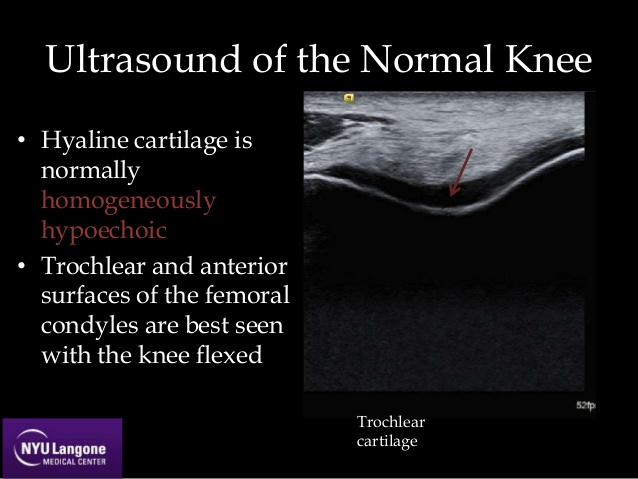 Ultrasound of the Normal Knee
• Hyaline cartilage is
normally
homogeneously
hypoechoic
• Trochlear and anterior
surfaces of the femoral
condyles are best seen
with the knee flexed
52fp
Trochlear
cartilage
NYU Langone
MEDICAL CENTER